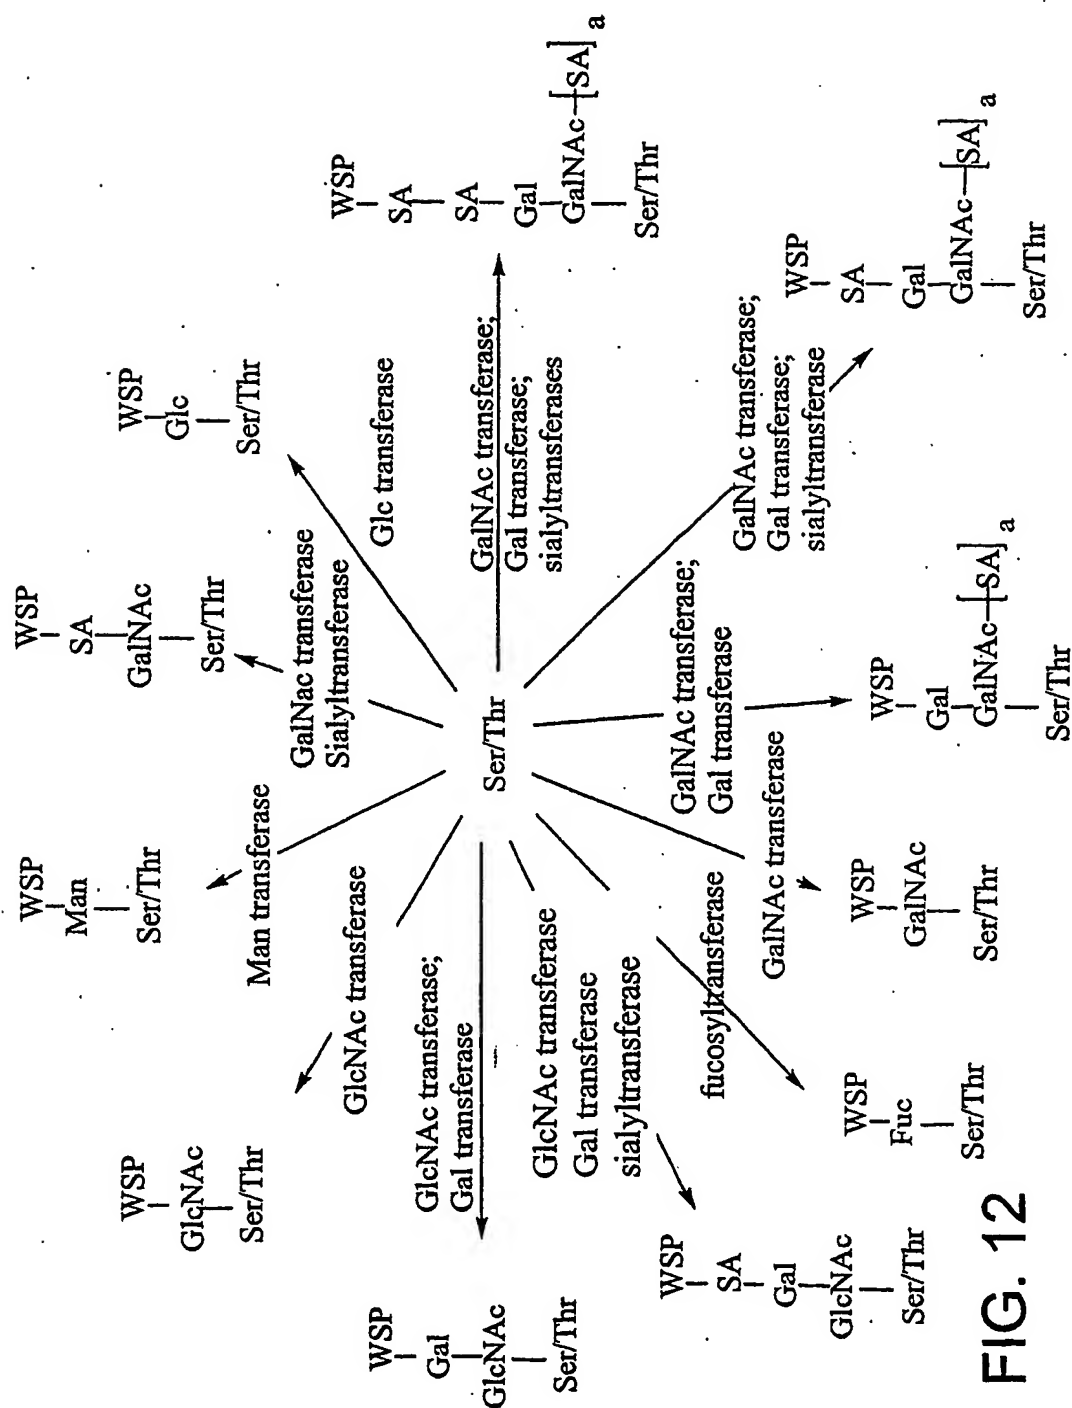 WSP
Man
Ser/Thr
Man transferase
WSP
SA
GalNAc
Ser/Thr
GalNac transferase
Sialyltransferase
WSP
Glc
Ser/Thr
Glc transferase
WSP
GlcNAc
Ser/Thr
GlcNAc transferase
WSP
SA
SA
Gal
GalNAc[SA]a
Ser/Thr
GalNAc transferase;
Gal transferase;
sialyltransferases
WSP
Gal
GlcNAc
Ser/Thr
GlcNAc transferase;
Gal transferase
Ser/Thr
GlcNAc transferase
Gal transferase
sialyltransferase
WSP
SA
Gal
GlcNAc
Ser/Thr
fucosyltransferase
WSP
Fuc
Ser/Thr
GalNAc transferase
WSP
GalNAc
Ser/Thr
GalNAc transferase;
Gal transferase
WSP
Gal
GalNAc[SA]a
Ser/Thr
GalNAc transferase;
Gal transferase;
sialyltransferase
WSP
SA
Gal
GalNAc[SA]a
Ser/Thr
FIG. 12